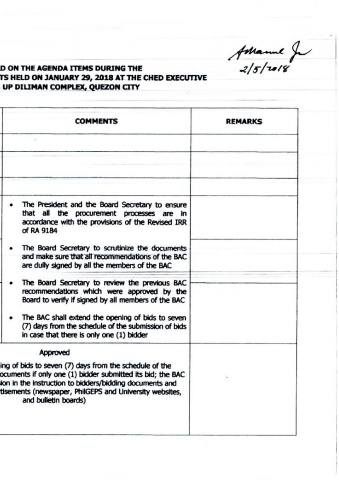 2/5/2018
D ON THE AGENDA ITEMS DURING THE
TS HELD ON JANUARY 29, 2018 AT THE CHED EXECUTIVE
UP DILIMAN COMPLEX, QUEZON CITY
COMMENTS
REMARKS
• The President and the Board Secretary to ensure
that all the procurement processes are in
accordance with the provisions of the Revised IRR
of RA 9184
• The Board Secretary to scrutinize the documents
and make sure that all recommendations of the BAC
are dully signed by all the members of the BAC
• The Board Secretary to review the previous BAC
recommendations which were approved by the
Board to verify if signed by all members of the BAC
• The BAC shall extend the opening of bids to seven
(7) days from the schedule of the submission of bids
in case that there is only one (1) bidder
Approved
ing of bids to seven (7) days from the schedule of the
ocuments if only one (1) bidder submitted its bid; the BAC
ion in the instruction to bidders/bidding documents and
tisements (newspaper, PhilGEPS and University websites,
and bulletin boards)